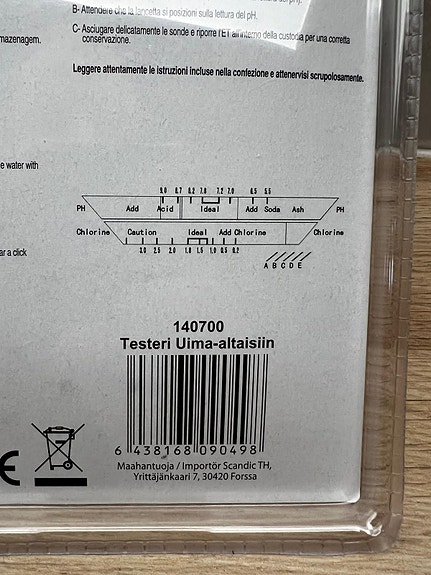 B- Attendere che la lancetta si posizioni sulla lettura del pH.
C- Asciugare delicatamente le sonde e riporre l'ET all'interno della custodia per una corretta
conservazione.
mazenagem.
Leggere attentamente le istruzioni incluse nella confezione e attenervisi scrupolosamente.
e water with
9.0 8.7 8.2 7.8 7.2 7.0 6.5 5.5
PH Add Acid Ideal Add Soda Ash PH
Chlorine Caution Ideal Add Chlorine Chlorine
3.0 2.5 2.0 1.8 1.5 1.0 0.5 0.2
A B C D E
ar a click
140700
Testeri Uima-altaisiin
6 438168 090498
CE
Maahantuoja / Importör Scandic TH,
Yrittäjänkaari 7, 30420 Forssa